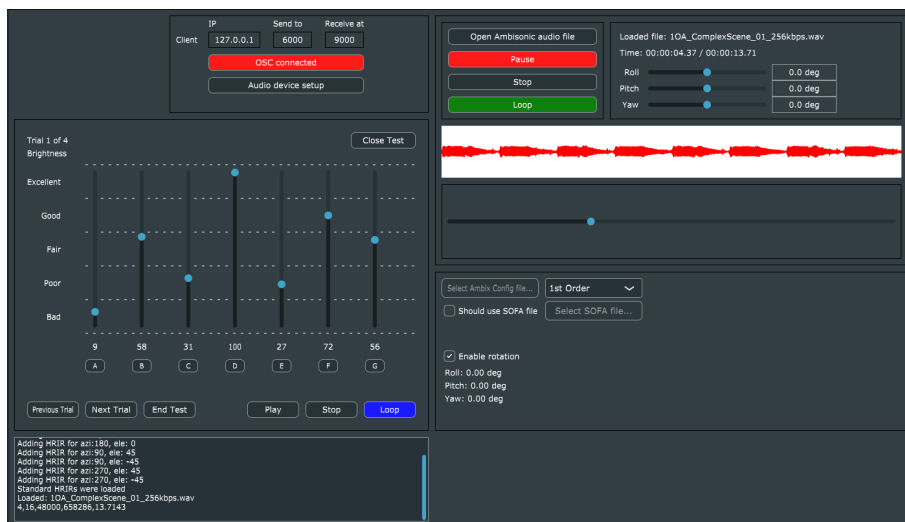 IP Send to Receive at
Client 127.0.0.1 6000 9000
OSC connected
Audio device setup
Open Ambisonic audio file
Pause
Stop
Loop
Loaded file: 1OA_ComplexScene_01_256kbps.wav
Time: 00:00:04.37 / 00:00:13.71
Roll 0.0 deg
Pitch 0.0 deg
Yaw 0.0 deg
Trial 1 of 4
Brightness
Close Test
Excellent
Good
Fair
Poor
Bad
9 58 31 100 27 72 56
A B C D E F G
Previous Trial Next Trial End Test Play Stop Loop
Select Ambix Config file... 1st Order
Should use SOFA file Select SOFA file...
Enable rotation
Roll: 0.00 deg
Pitch: 0.00 deg
Yaw: 0.00 deg
Adding HRIR for azi:180, ele: 0
Adding HRIR for azi:90, ele: 45
Adding HRIR for azi:90, ele: -45
Adding HRIR for azi:270, ele: 45
Adding HRIR for azi:270, ele: -45
Standard HRIRs were loaded
Loaded: 1OA_ComplexScene_01_256kbps.wav
4,16,48000,658286,13.7143